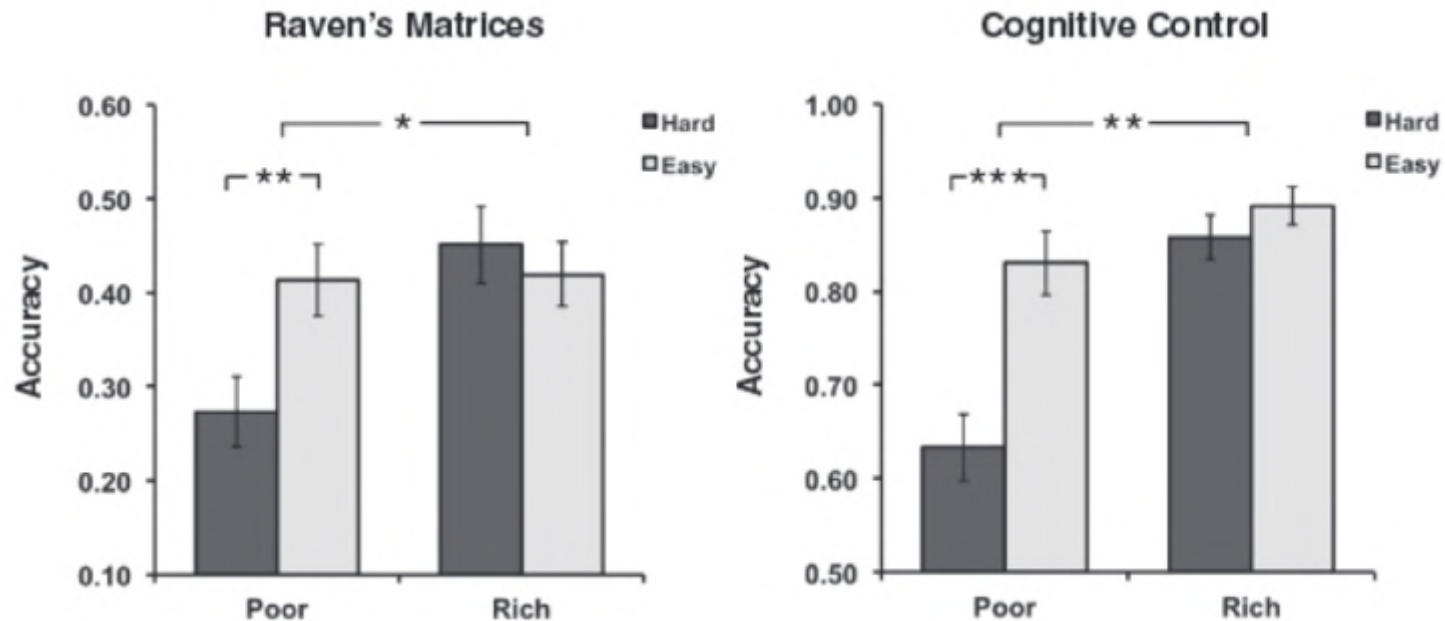 Raven's Matrices
Accuracy
0.60
0.50
0.40
0.30
0.20
0.10
*
**
Hard
Easy
Poor Rich
Cognitive Control
Accuracy
1.00
0.90
0.80
0.70
0.60
0.50
**
***
Hard
Easy
Poor Rich